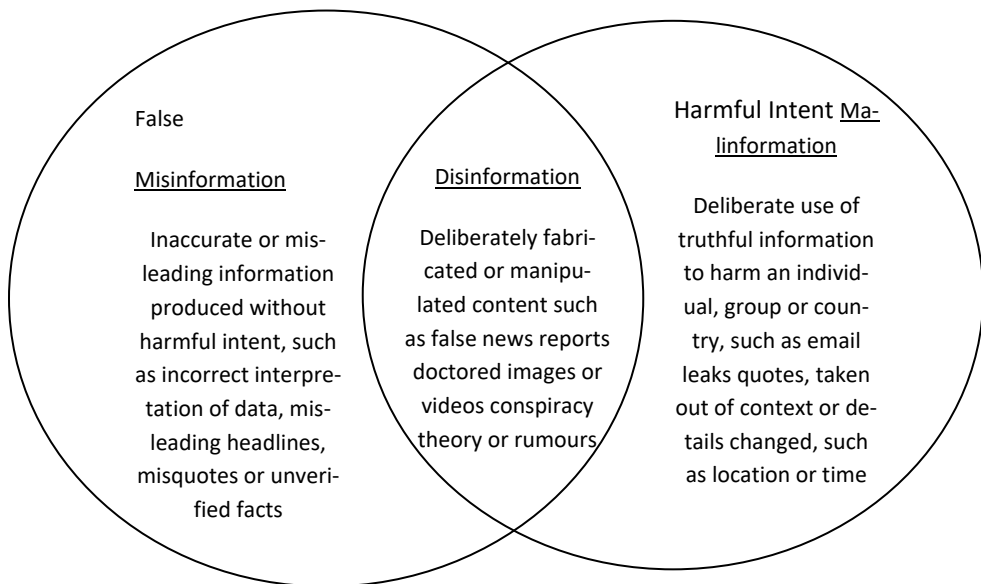 False
Misinformation
Inaccurate or mis-
leading information
produced without
harmful intent, such
as incorrect interpre-
tation of data, mis-
leading headlines,
misquotes or unveri-
fied facts
Disinformation
Deliberately fabri-
cated or manipu-
lated content such
as false news reports
doctored images or
videos conspiracy
theory or rumours
Harmful Intent Ma-
linformation
Deliberate use of
truthful information
to harm an individ-
ual, group or coun-
try, such as email
leaks quotes, taken
out of context or de-
tails changed, such
as location or time